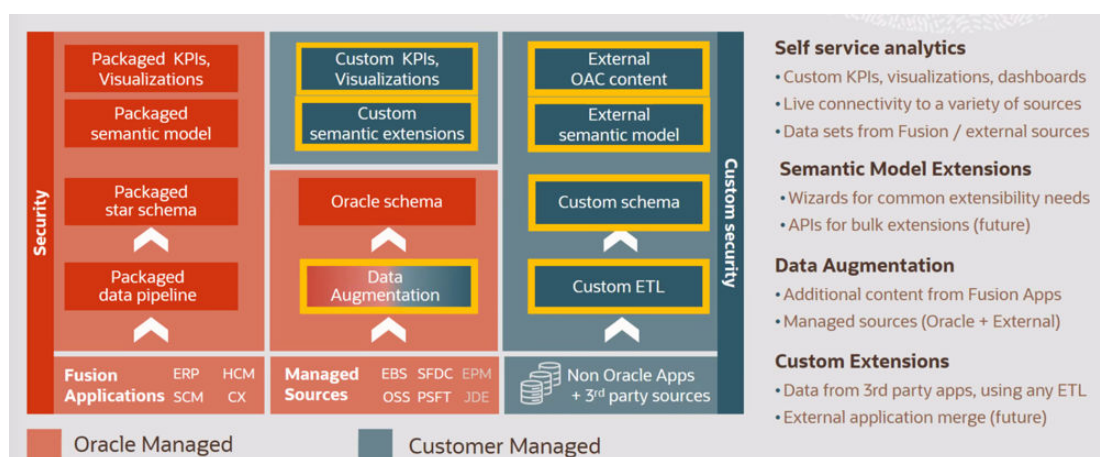 Security
Packaged KPIs,
Visualizations
Packaged
semantic model
Packaged
star schema
Packaged
data pipeline
Fusion
Applications
ERP HCM
SCM CX
Custom KPIs,
Visualizations
Custom
semantic extensions
Oracle schema
Data
Augmentation
Managed
Sources
EBS SFDC EPM
OSS PSFT JDE
External
OAC content
External
semantic model
Custom schema
Custom ETL
Non Oracle Apps
+ 3rd party sources
Custom security
Self service analytics
• Custom KPIs, visualizations, dashboards
• Live connectivity to a variety of sources
• Data sets from Fusion / external sources
Semantic Model Extensions
• Wizards for common extensibility needs
• APIs for bulk extensions (future)
Data Augmentation
• Additional content from Fusion Apps
• Managed sources (Oracle + External)
Custom Extensions
• Data from 3rd party apps, using any ETL
• External application merge (future)
Oracle Managed
Customer Managed